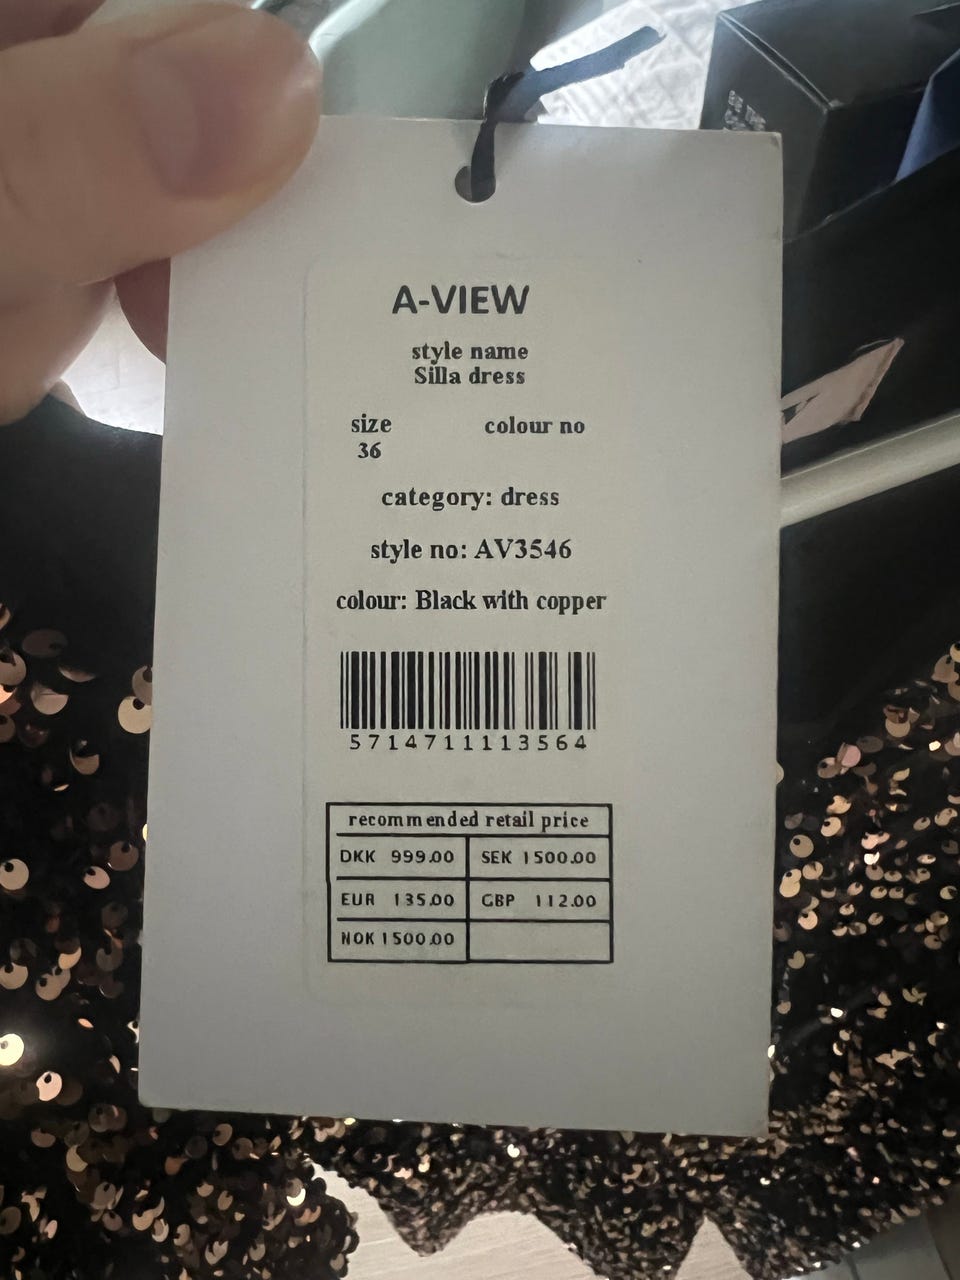 A-VIEW
style name
Silla dress
size colour no
36
category: dress
style no: AV3546
colour: Black with copper
5714711113564
recommended retail price
DKK 999.00 SEK 1500.00
EUR 135.00 GBP 112.00
NOK 1500.00